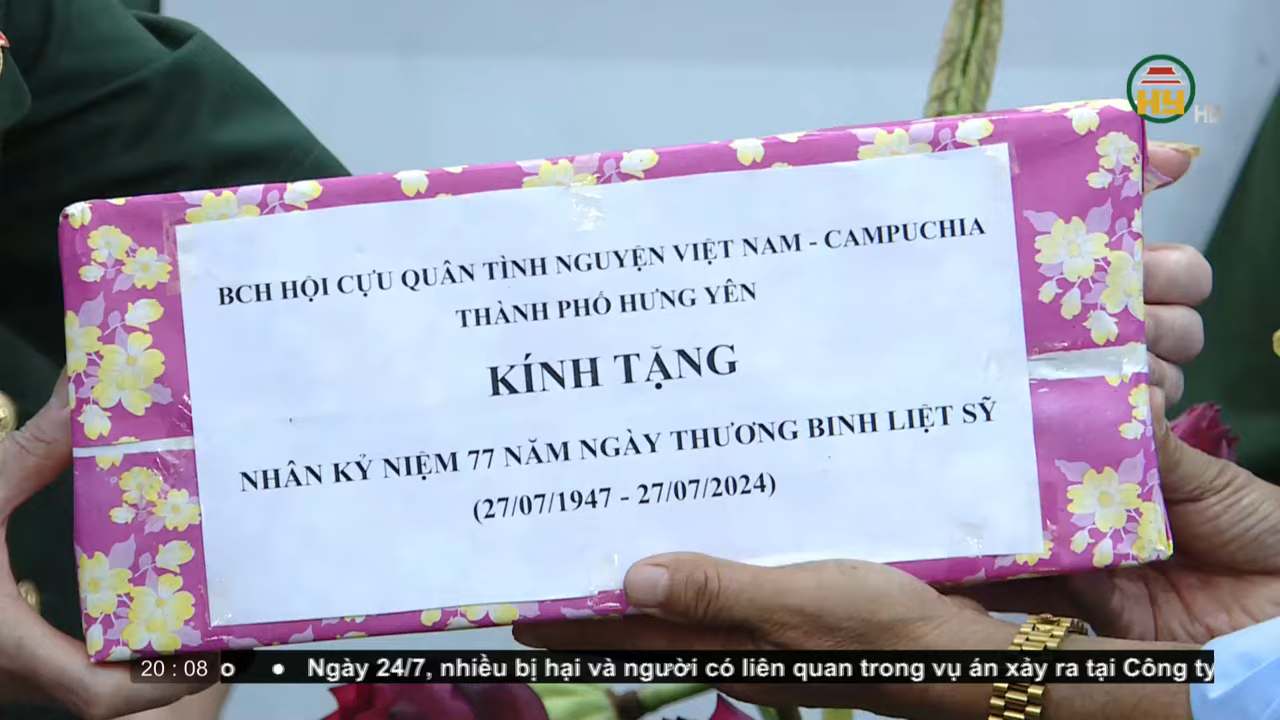 HY HD
BCH HỘI CỰU QUÂN TÌNH NGUYỆN VIỆT NAM - CAMPUCHIA
THÀNH PHỐ HƯNG YÊN
KÍNH TẶNG
NHÂN KỶ NIỆM 77 NĂM NGÀY THƯƠNG BINH LIỆT SỸ
(27/07/1947 - 27/07/2024)
20 : 08 o • Ngày 24/7, nhiều bị hại và người có liên quan trong vụ án xảy ra tại Công ty